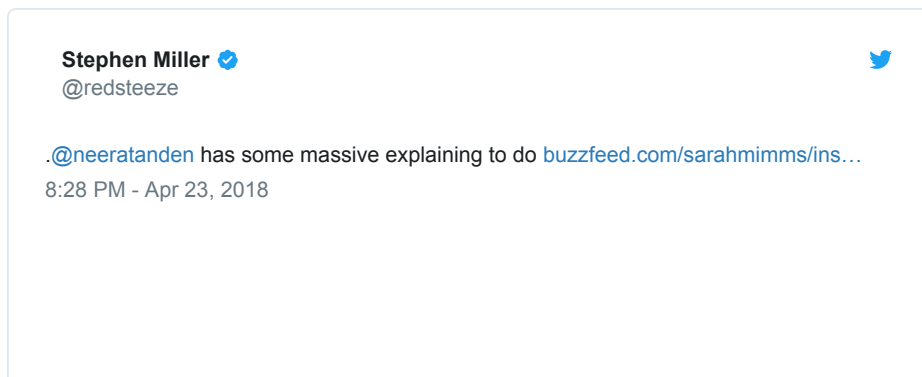 Stephen Miller
@redsteeze
.@neeratanden has some massive explaining to do buzzfeed.com/sarahmimms/ins…
8:28 PM - Apr 23, 2018